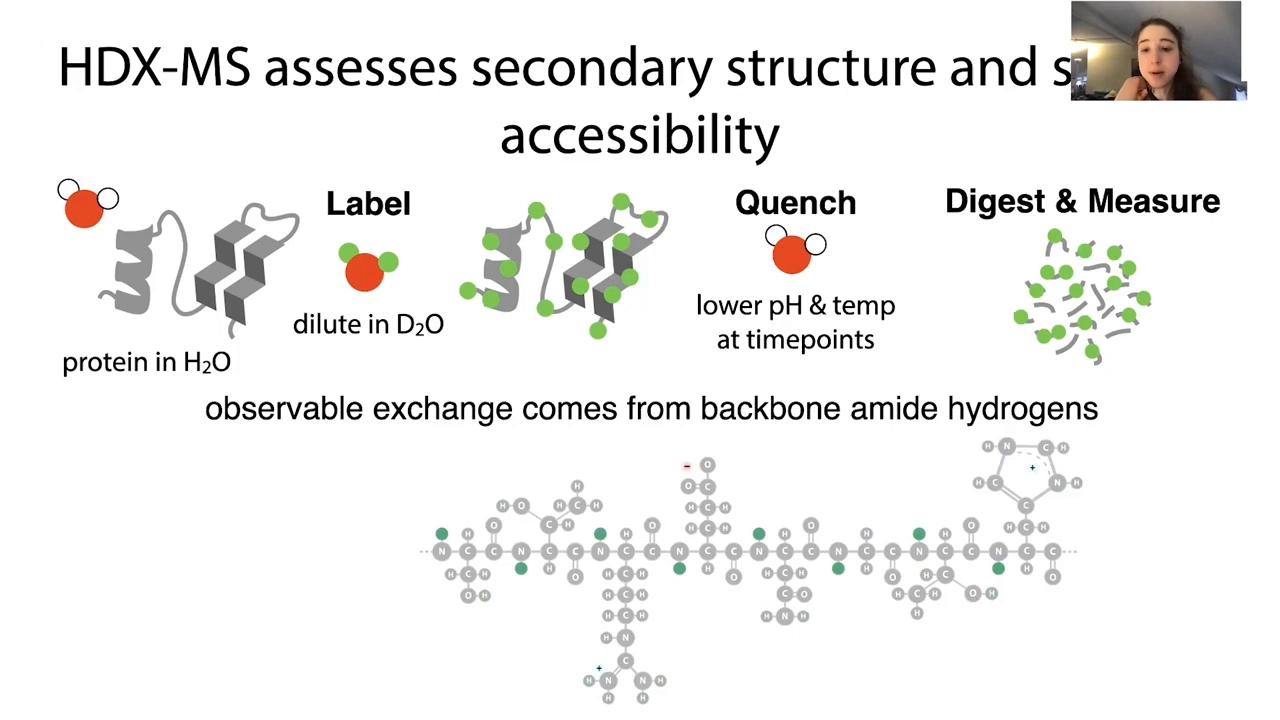 HDX-MS assesses secondary structure and s
accessibility
Label
Quench
Digest & Measure
dilute in D₂O
lower pH & temp
at timepoints
protein in H₂O
observable exchange comes from backbone amide hydrogens